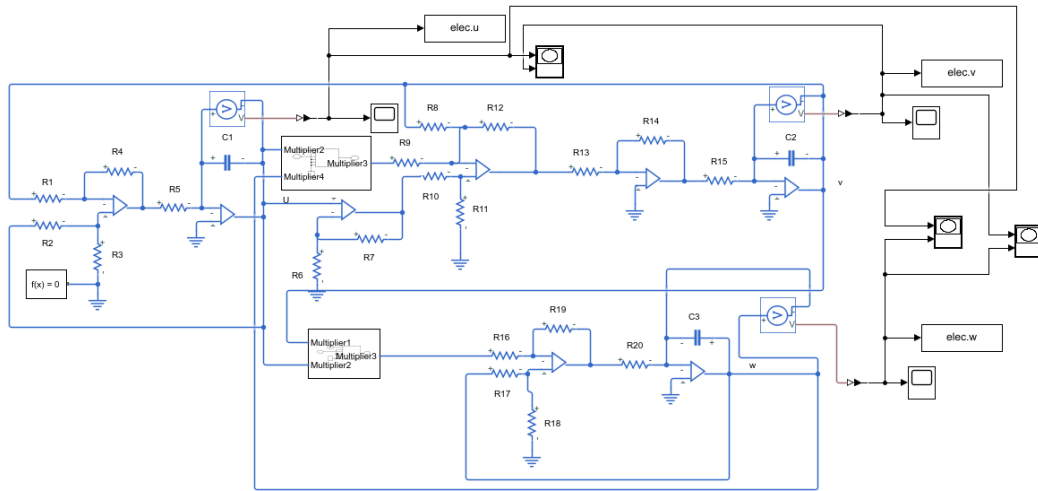 elec.u
elec.v
V
V
C1
R8
R12
R14
C2
Multiplier2
Multiplier3
Multiplier4
R4
R9
R13
R15
R1
R5
R10
U
R11
v
R2
R3
R7
R6
f(x) = 0
R19
C3
V
Multiplier1
Multiplier3
Multiplier2
R16
R20
w
elec.w
R17
R18